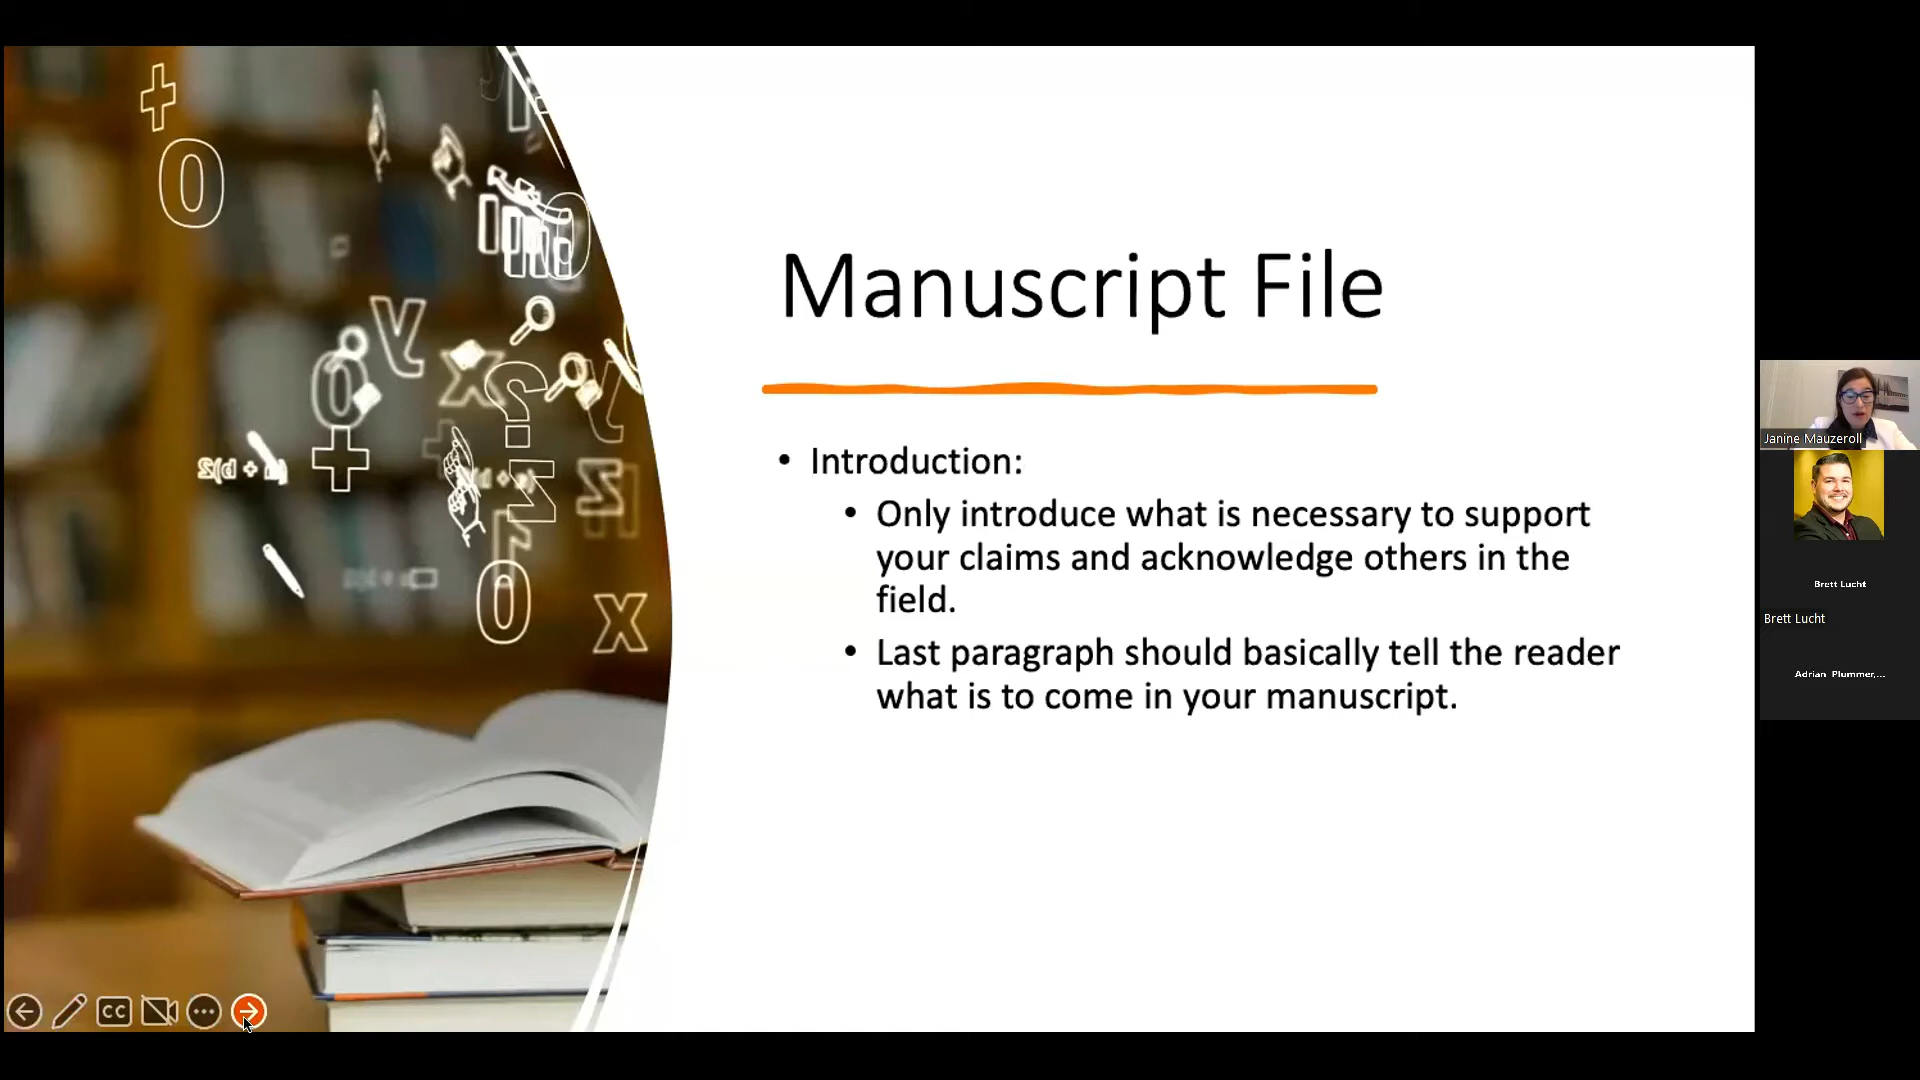 Manuscript File
• Introduction:
• Only introduce what is necessary to support
your claims and acknowledge others in the
field.
• Last paragraph should basically tell the reader
what is to come in your manuscript.
CC
Janine Mauzeroll
Brett Lucht
Brett Lucht
Adrian Plummer,...